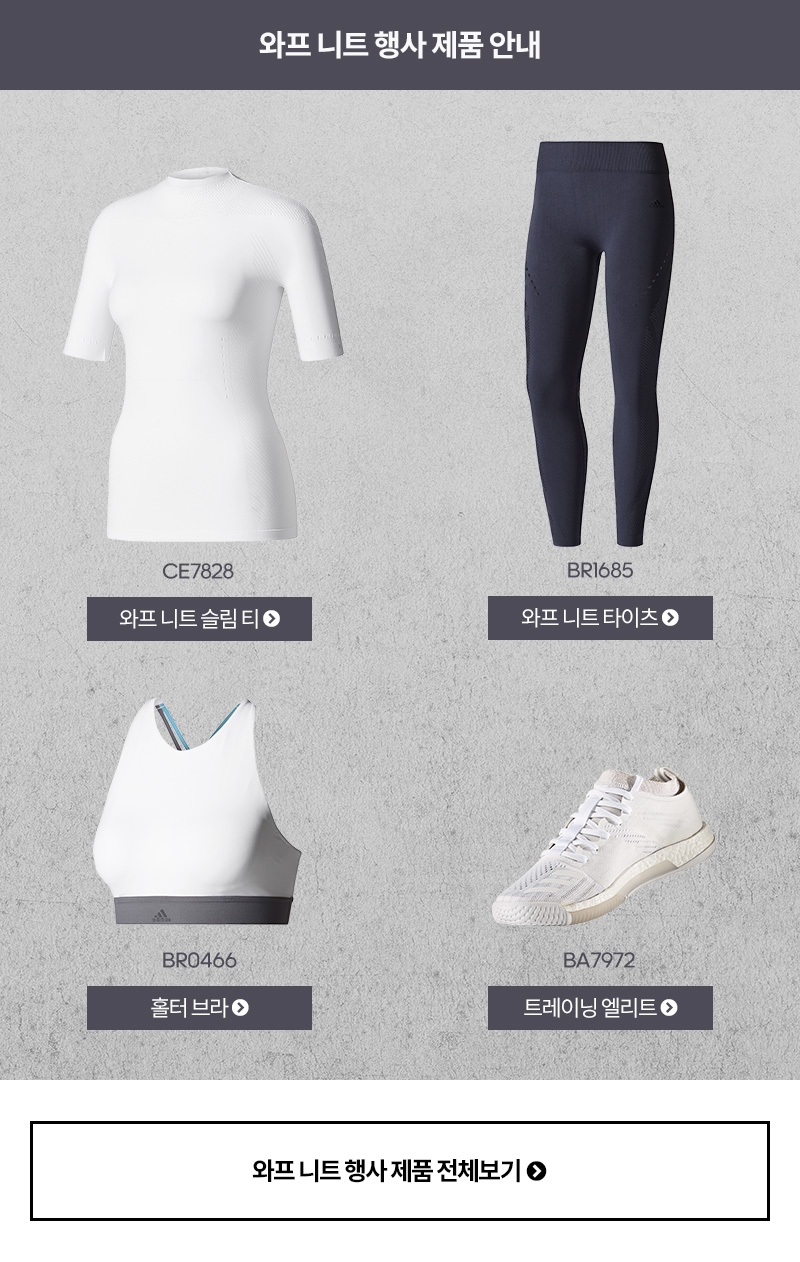 와프 니트 행사 제품 안내
CE7828
BR1685
와프 니트 슬림 티
와프 니트 타이츠
BR0466
BA7972
홀터 브라
트레이닝 엘리트
와프 니트 행사 제품 전체보기